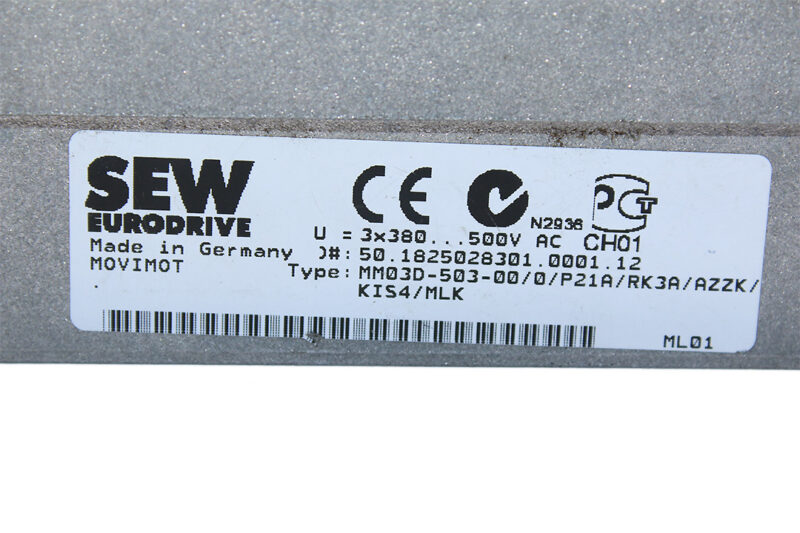 SEW
EURODRIVE
CE
N2936
PCT
U = 3x380...500V AC CH01
Made in Germany )#: 50.1825028301.0001.12
MOVIMOT Type: MM03D-503-00/0/P21A/RK3A/AZZK/
KIS4/MLK
ML01